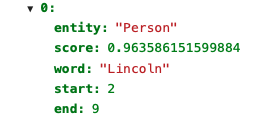 ▼ 0:
entity: "Person"
score: 0.963586151599884
word: "Lincoln"
start: 2
end: 9